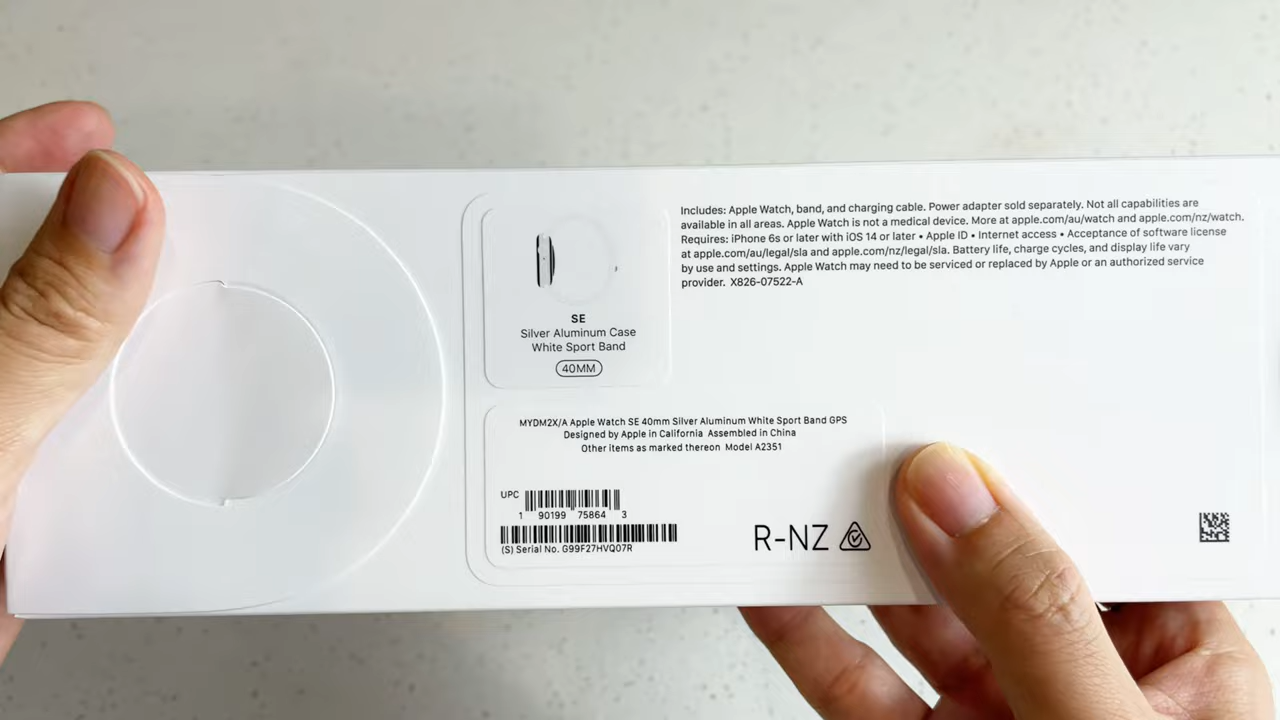 SE
Silver Aluminum Case
White Sport Band
40MM
Includes: Apple Watch, band, and charging cable. Power adapter sold separately. Not all capabilities are
available in all areas. Apple Watch is not a medical device. More at apple.com/au/watch and apple.com/nz/watch.
Requires: iPhone 6s or later with iOS 14 or later • Apple ID • Internet access • Acceptance of software license
at apple.com/au/legal/sla and apple.com/nz/legal/sla. Battery life, charge cycles, and display life vary
by use and settings. Apple Watch may need to be serviced or replaced by Apple or an authorized service
provider. X826-07522-A
MYDM2X/A Apple Watch SE 40mm Silver Aluminum White Sport Band GPS
Designed by Apple in California Assembled in China
Other items as marked thereon Model A2351
UPC
1 90199 75864 3
(S) Serial No. G99F27HVQ07R
R-NZ